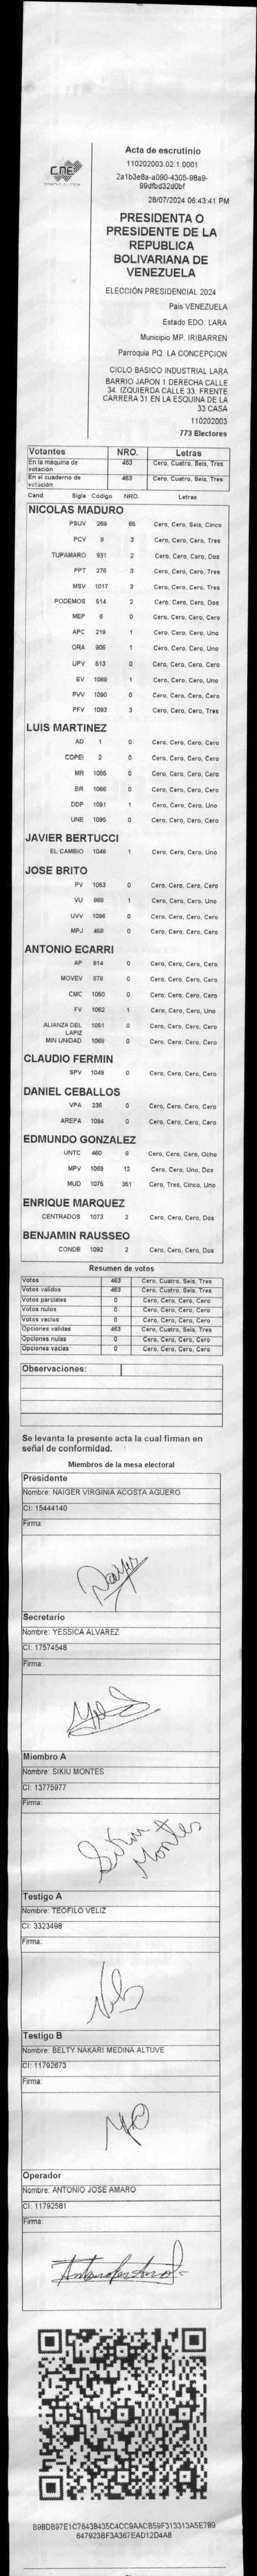 CNE
Acta de escrutinio
110202003.02.1.0001
2a1b3e8a-a090-4305-98a9-
99dfbd32d0bf
28/07/2024 06:43:41 PM
PRESIDENTA O
PRESIDENTE DE LA
REPUBLICA
BOLIVARIANA DE
VENEZUELA
ELECCIÓN PRESIDENCIAL 2024
Pais VENEZUELA
Estado EDO. LARA
Municipio MP. IRIBARREN
Parroquia PQ. LA CONCEPCION
CICLO BASICO INDUSTRIAL LARA
BARRIO JAPON 1 DERECHA CALLE
34. IZQUIERDA CALLE 33. FRENTE
CARRERA 31 EN LA ESQUINA DE LA
33 CASA
110202003
773 Electores
Votantes NRO. Letras
En la máquina de votación 463 Cero, Cuatro, Seis, Tres
En el cuaderno de votación 463 Cero, Cuatro, Seis, Tres
Cand. Sigla Código NRO. Letras
NICOLAS MADURO
PSUV 269 65 Cero, Cero, Seis, Cinco
PCV 9 3 Cero, Cero, Cero, Tres
TUPAMARO 931 2 Cero, Cero, Cero, Dos
PPT 276 3 Cero, Cero, Cero, Tres
MSV 1017 3 Cero, Cero, Cero, Tres
PODEMOS 514 2 Cero, Cero, Cero, Dos
MEP 6 0 Cero, Cero, Cero, Cero
APC 219 1 Cero, Cero, Cero, Uno
ORA 906 1 Cero, Cero, Cero, Uno
UPV 513 0 Cero, Cero, Cero, Cero
EV 1089 1 Cero, Cero, Cero, Uno
PVV 1090 0 Cero, Cero, Cero, Cero
PFV 1093 3 Cero, Cero, Cero, Tres
LUIS MARTINEZ
AD 1 0 Cero, Cero, Cero, Cero
COPEI 2 0 Cero, Cero, Cero, Cero
MR 1055 0 Cero, Cero, Cero, Cero
BR 1066 0 Cero, Cero, Cero, Cero
DDP 1091 1 Cero, Cero, Cero, Uno
UNE 1095 0 Cero, Cero, Cero, Cero
JAVIER BERTUCCI
EL CAMBIO 1048 1 Cero, Cero, Cero, Uno
JOSE BRITO
PV 1053 0 Cero, Cero, Cero, Cero
VU 968 1 Cero, Cero, Cero, Uno
UVV 1096 0 Cero, Cero, Cero, Cero
MPJ 459 0 Cero, Cero, Cero, Cero
ANTONIO ECARRI
AP 914 0 Cero, Cero, Cero, Cero
MOVEV 978 0 Cero, Cero, Cero, Cero
CMC 1050 0 Cero, Cero, Cero, Cero
FV 1062 1 Cero, Cero, Cero, Uno
ALIANZA DEL LAPIZ 1051 0 Cero, Cero, Cero, Cero
MIN UNIDAD 1068 0 Cero, Cero, Cero, Cero
CLAUDIO FERMIN
SPV 1049 0 Cero, Cero, Cero, Cero
DANIEL CEBALLOS
VPA 236 0 Cero, Cero, Cero, Cero
AREPA 1094 0 Cero, Cero, Cero, Cero
EDMUNDO GONZALEZ
UNTC 460 8 Cero, Cero, Cero, Ocho
MPV 1069 12 Cero, Cero, Uno, Dos
MUD 1075 351 Cero, Tres, Cinco, Uno
ENRIQUE MARQUEZ
CENTRADOS 1073 2 Cero, Cero, Cero, Dos
BENJAMIN RAUSSEO
CONDE 1092 2 Cero, Cero, Cero, Dos
Resumen de votos
Votos 463 Cero, Cuatro, Seis, Tres
Votos validos 463 Cero, Cuatro, Seis, Tres
Votos parciales 0 Cero, Cero, Cero, Cero
Votos nulos 0 Cero, Cero, Cero, Cero
Votos vacios 0 Cero, Cero, Cero, Cero
Opciones validas 463 Cero, Cuatro, Seis, Tres
Opciones nulas 0 Cero, Cero, Cero, Cero
Opciones vacias 0 Cero, Cero, Cero, Cero
Observaciones:
Se levanta la presente acta la cual firman en
señal de conformidad.
Miembros de la mesa electoral
Presidente
Nombre: NAIGER VIRGINIA ACOSTA AGUERO
CI: 15444140
Firma:
Secretario
Nombre: YESSICA ALVAREZ
CI: 17574548
Firma:
Miembro A
Nombre: SIKIU MONTES
CI: 13775977
Firma:
Sikiu Montes
Testigo A
Nombre: TEOFILO VELIZ
CI: 3323498
Firma:
Testigo B
Nombre: BELTY NAKARI MEDINA ALTUVE
CI: 11792673
Firma:
Operador
Nombre: ANTONIO JOSE AMARO
CI: 11792581
Firma:
B98DB97E1C76438435C4CC9AACB59F313313A5E789
647923BF3A367EAD12D4A8